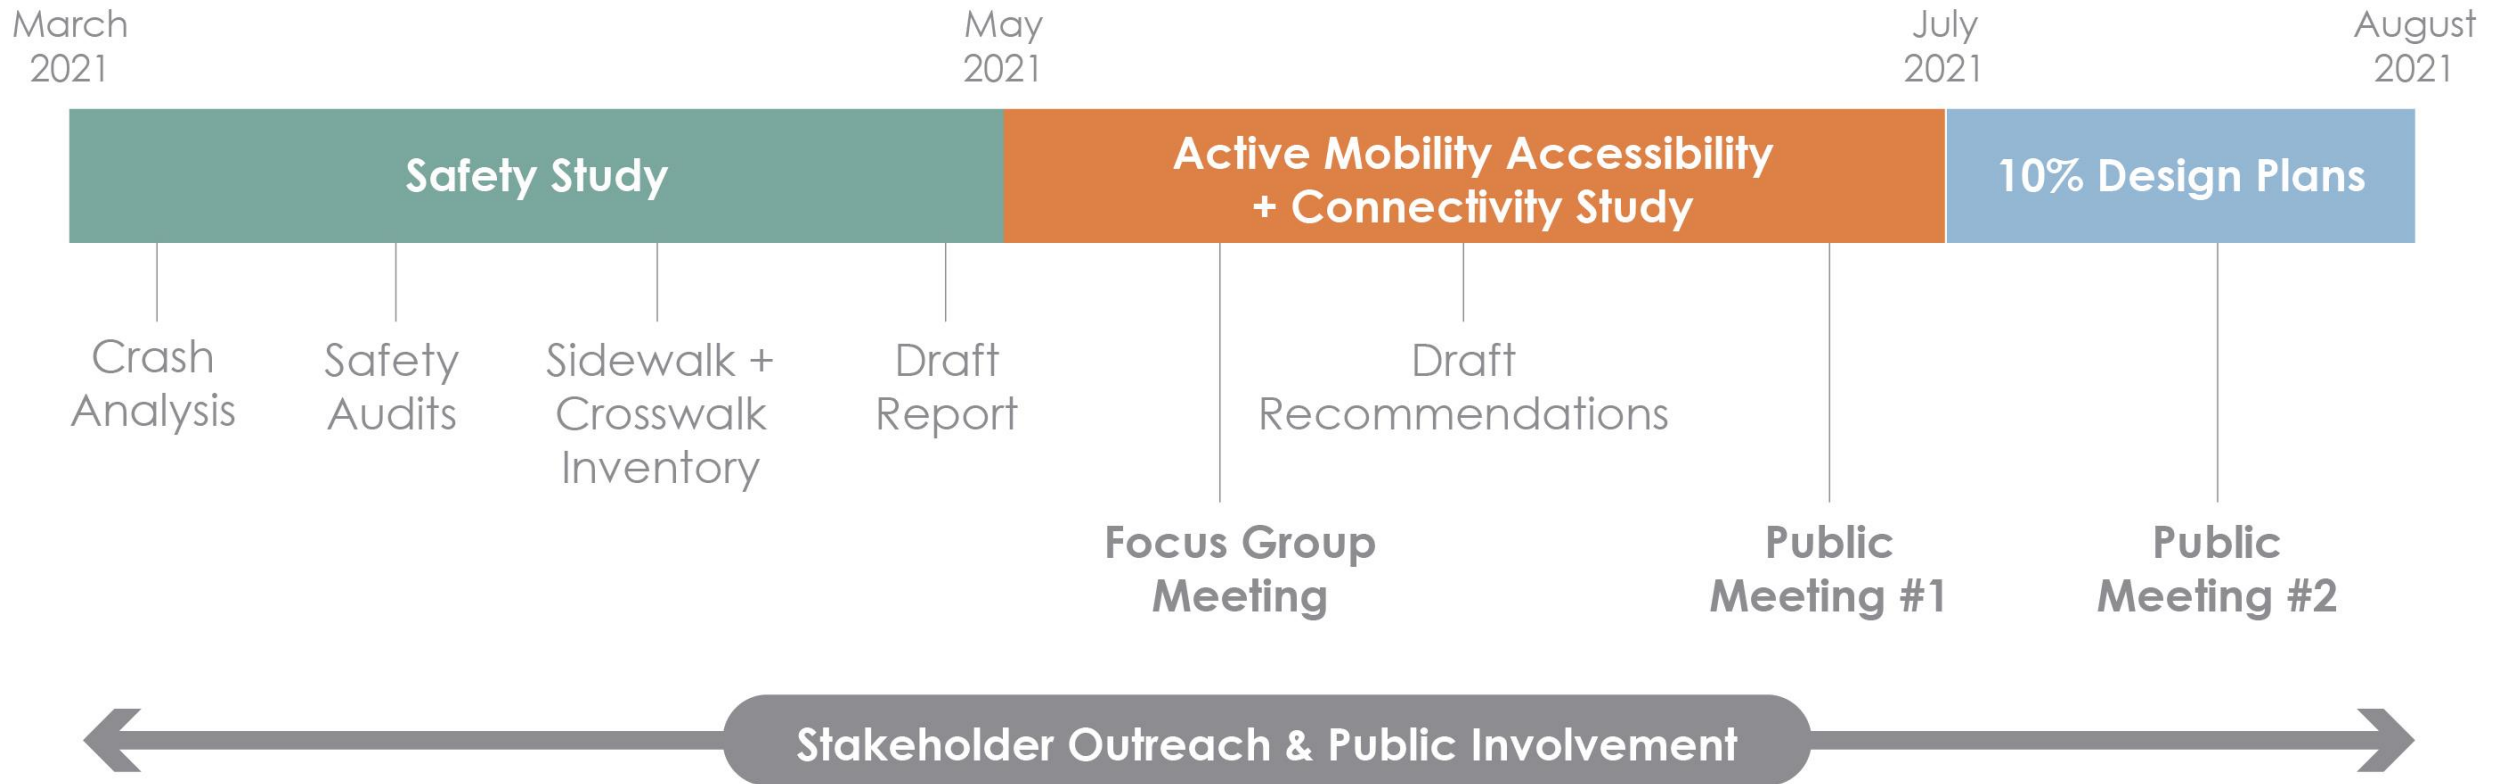 March
2021
May
2021
July
2021
August
2021
Safety Study
Active Mobility Accessibility
+ Connectivity Study
10% Design Plans
Crash
Analysis
Safety
Audits
Sidewalk +
Crosswalk
Inventory
Draft
Report
Draft
Recommendations
Focus Group
Meeting
Public
Meeting #1
Public
Meeting #2
Stakeholder Outreach & Public Involvement